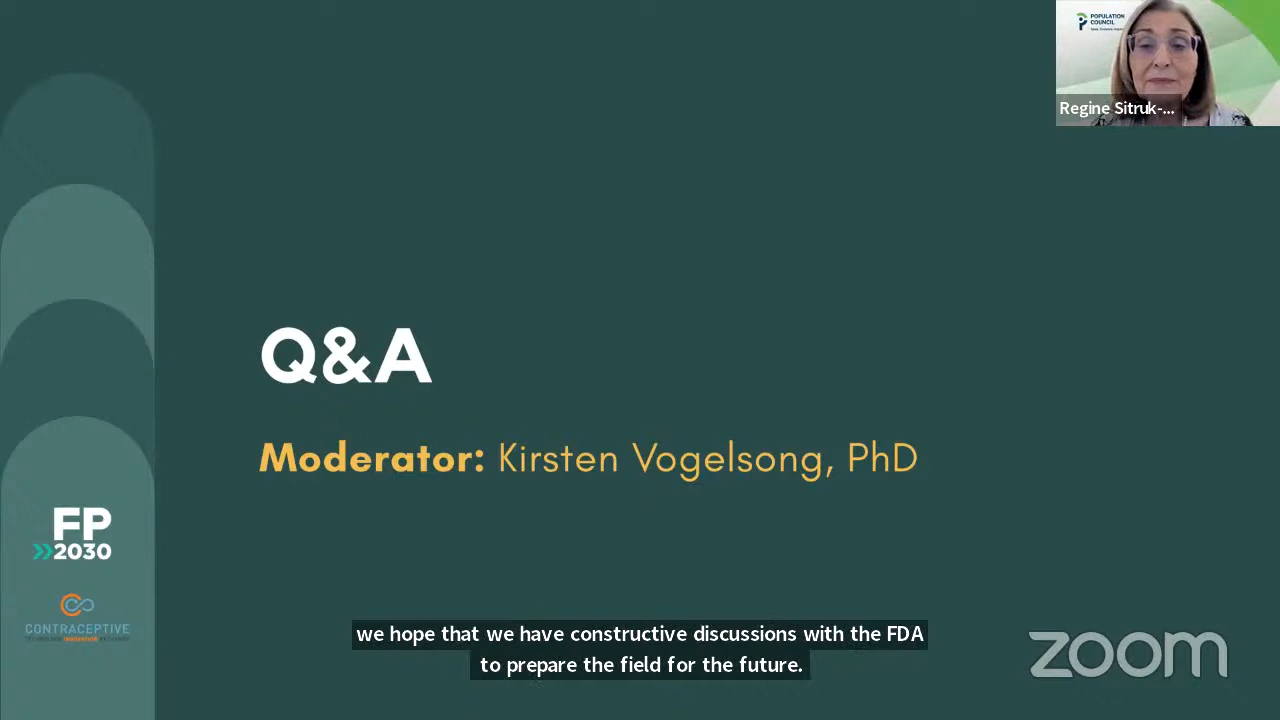 POPULATION
COUNCIL
Regine Sitruk-...
Q&A
Moderator: Kirsten Vogelsong, PhD
FP
2030
CONTRACEPTIVE
we hope that we have constructive discussions with the FDA
to prepare the field for the future.
zoom